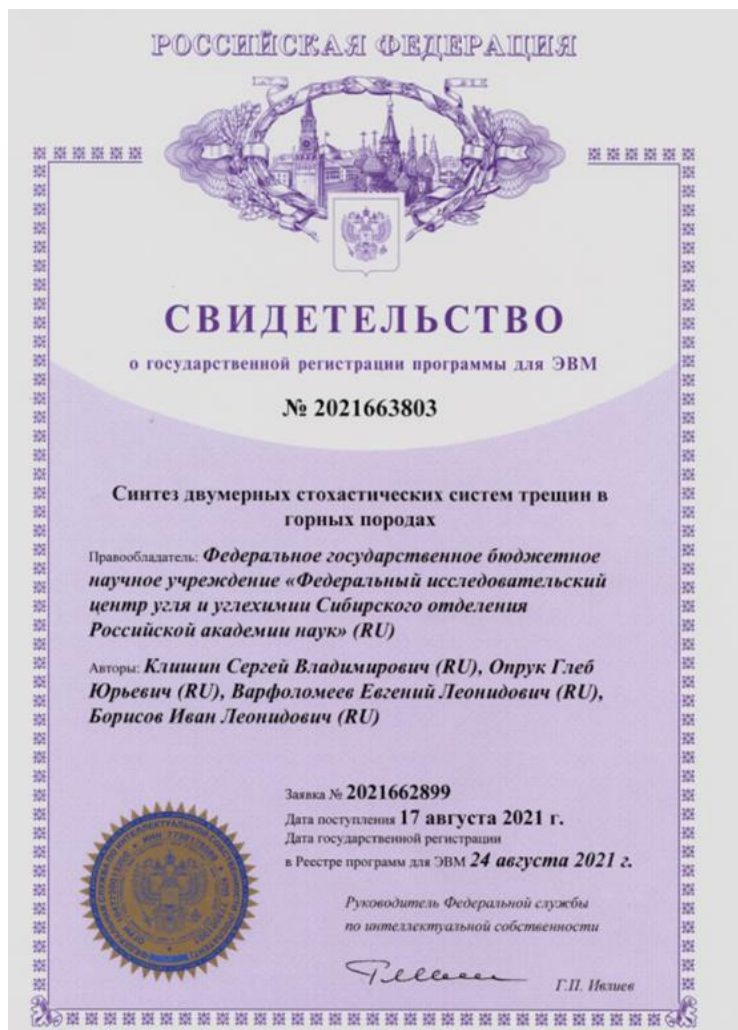 РОССИЙСКАЯ ФЕДЕРАЦИЯ
СВИДЕТЕЛЬСТВО
о государственной регистрации программы для ЭВМ
№ 2021663803
Синтез двумерных стохастических систем трещин в
горных породах
Правообладатель: Федеральное государственное бюджетное
научное учреждение «Федеральный исследовательский
центр угля и углехимии Сибирского отделения
Российской академии наук» (RU)
Авторы: Клишин Сергей Владимирович (RU), Опрук Глеб
Юрьевич (RU), Варфоломеев Евгений Леонидович (RU),
Борисов Иван Леонидович (RU)
Заявка № 2021662899
Дата поступления 17 августа 2021 г.
Дата государственной регистрации
в Реестре программ для ЭВМ 24 августа 2021 г.
Руководитель Федеральной службы
по интеллектуальной собственности
Г.П. Ивлиев